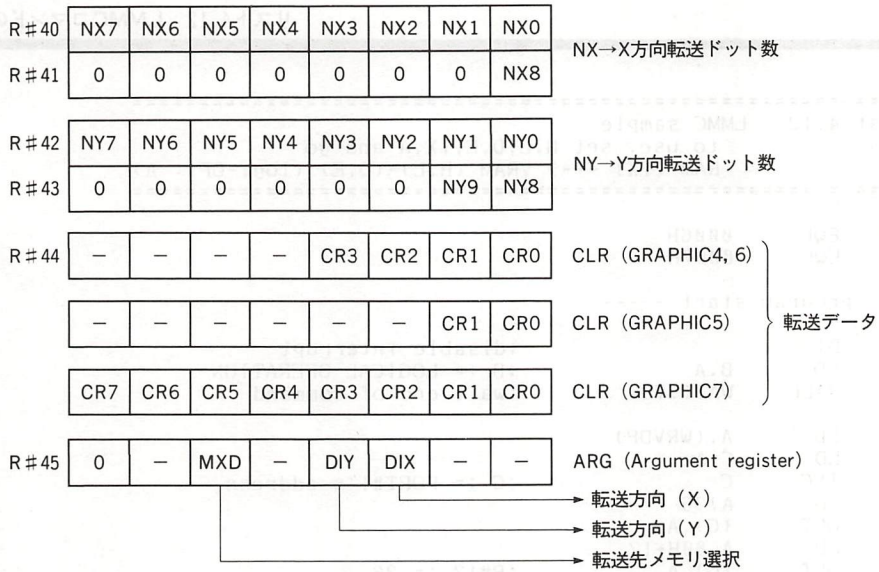 R#40 NX7 NX6 NX5 NX4 NX3 NX2 NX1 NX0
NX→X方向転送ドット数
R#41 0 0 0 0 0 0 0 NX8
R#42 NY7 NY6 NY5 NY4 NY3 NY2 NY1 NY0
NY→Y方向転送ドット数
R#43 0 0 0 0 0 0 NY9 NY8
R#44 － － － － CR3 CR2 CR1 CR0 CLR (GRAPHIC4, 6)
－ － － － － － CR1 CR0 CLR (GRAPHIC5)
転送データ
CR7 CR6 CR5 CR4 CR3 CR2 CR1 CR0 CLR (GRAPHIC7)
R#45 0 － MXD － DIY DIX － － ARG (Argument register)
転送方向 (X)
転送方向 (Y)
転送先メモリ選択